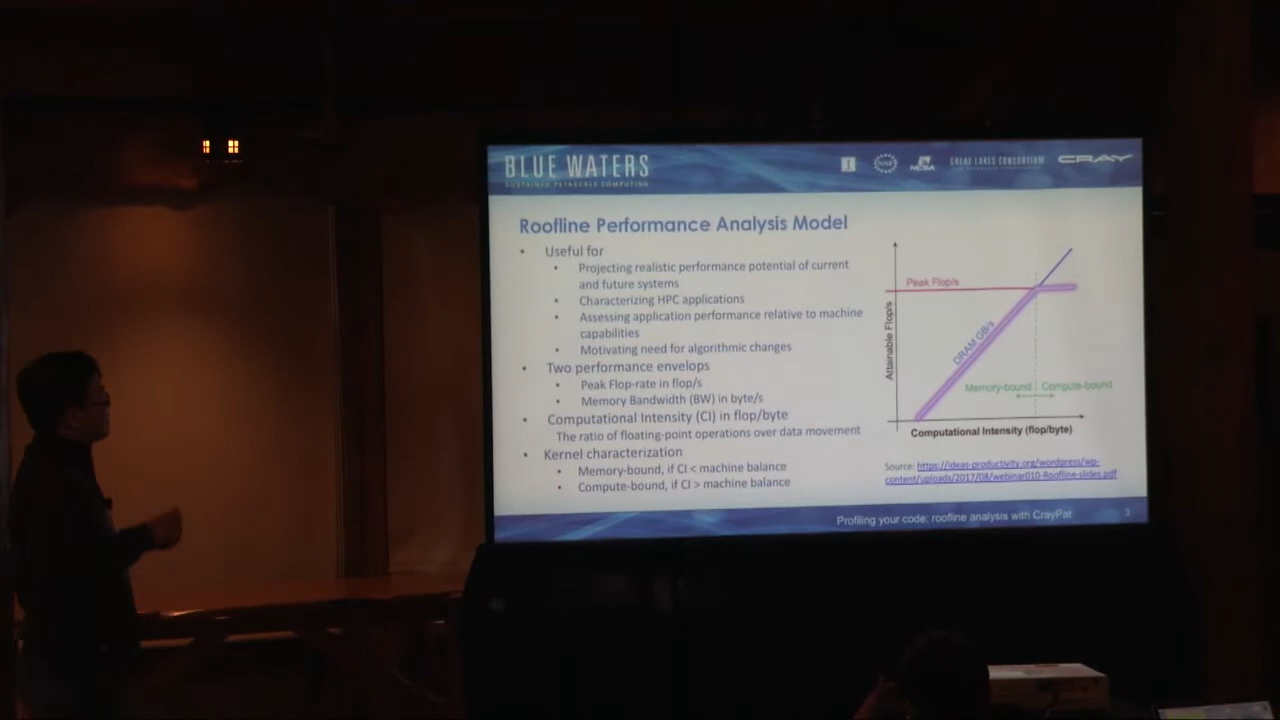 BLUE WATERS
SUSTAINED PETASCALE COMPUTING
I
NSF
NCSA
GREAT LAKES CONSORTIUM
CRAY
Roofline Performance Analysis Model
• Useful for
• Projecting realistic performance potential of current
and future systems
• Characterizing HPC applications
• Assessing application performance relative to machine
capabilities
• Motivating need for algorithmic changes
• Two performance envelops
• Peak Flop-rate in flop/s
• Memory Bandwidth (BW) in byte/s
• Computational Intensity (CI) in flop/byte
The ratio of floating-point operations over data movement
• Kernel characterization
• Memory-bound, if CI < machine balance
• Compute-bound, if CI > machine balance
Peak Flop/s
Attainable Flop/s
DRAM GB/s
Memory-bound
Compute-bound
Computational Intensity (flop/byte)
Source: https://ideas-productivity.org/wordpress/wp-
content/uploads/2017/08/webinar010-Roofline-slides.pdf
Profiling your code: roofline analysis with CrayPat
3